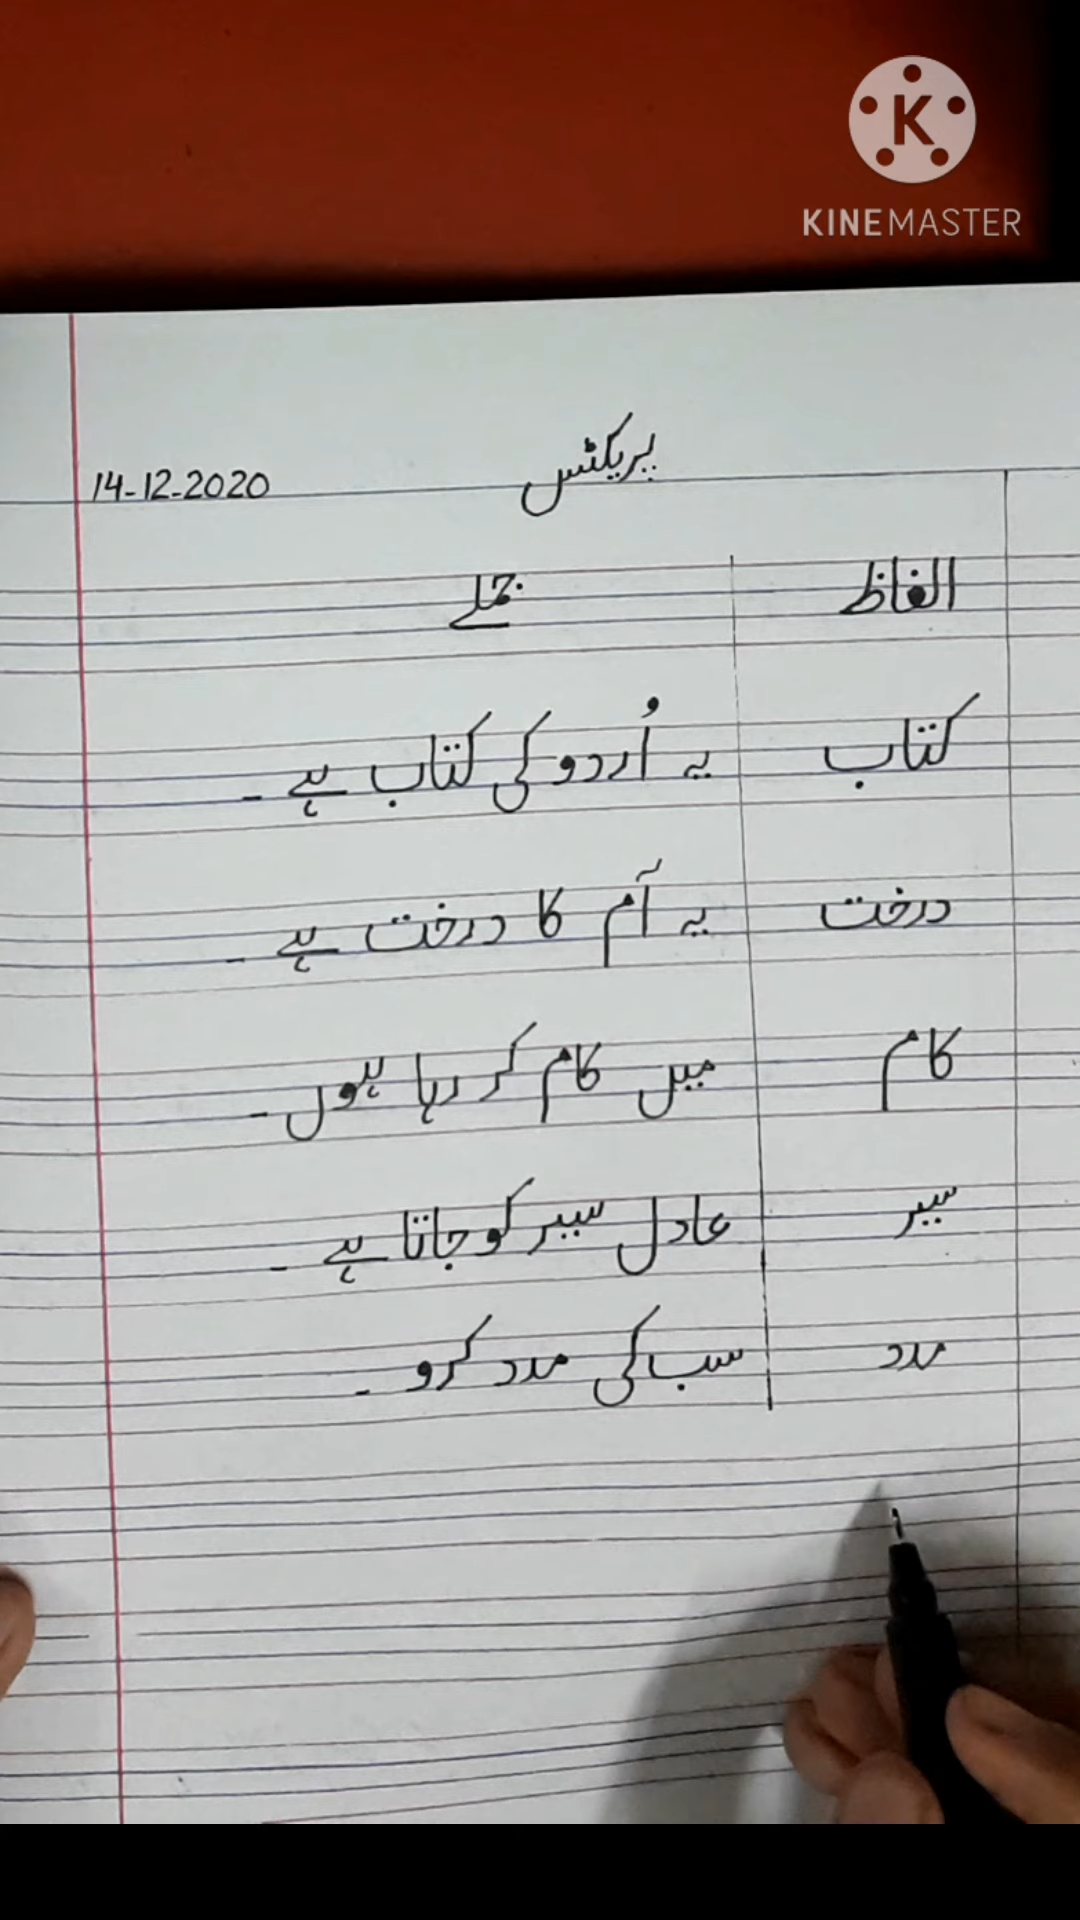 KINEMASTER
پریکٹس 14-12-2020
الفاظ جملے
کتاب یہ اُردو کی کتاب ہے ۔
درخت یہ آم کا درخت ہے ۔
کام میں کام کر رہا ہوں ۔
سیر عادل سیر کو جاتا ہے ۔
مدد سب کی مدد کرو ۔